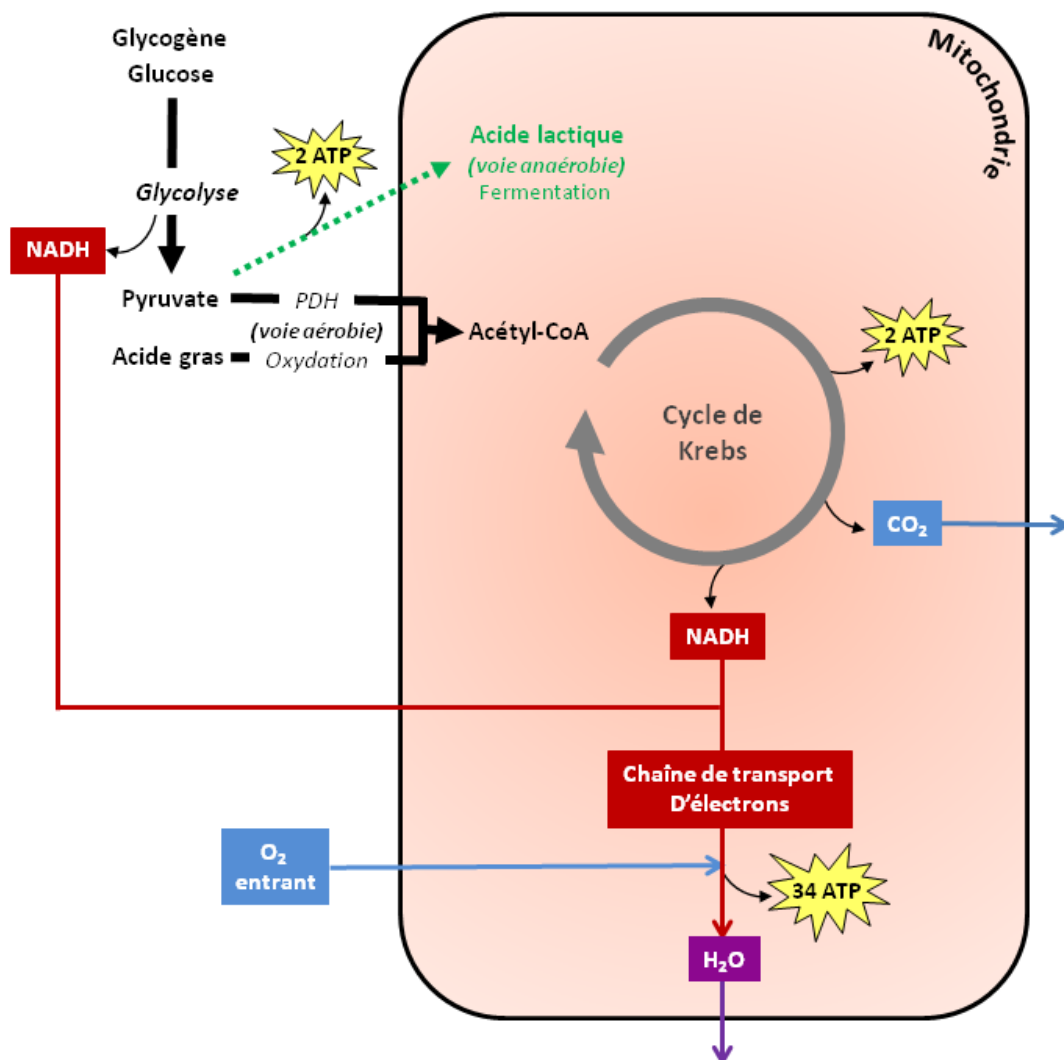 Glycogène
Glucose
Mitochondrie
2 ATP
Acide lactique
(voie anaérobie)
Fermentation
Glycolyse
NADH
Pyruvate
PDH
(voie aérobie)
Acétyl-CoA
Acide gras
Oxydation
2 ATP
Cycle de
Krebs
CO₂
NADH
Chaîne de transport
D'électrons
O₂
entrant
34 ATP
H₂O